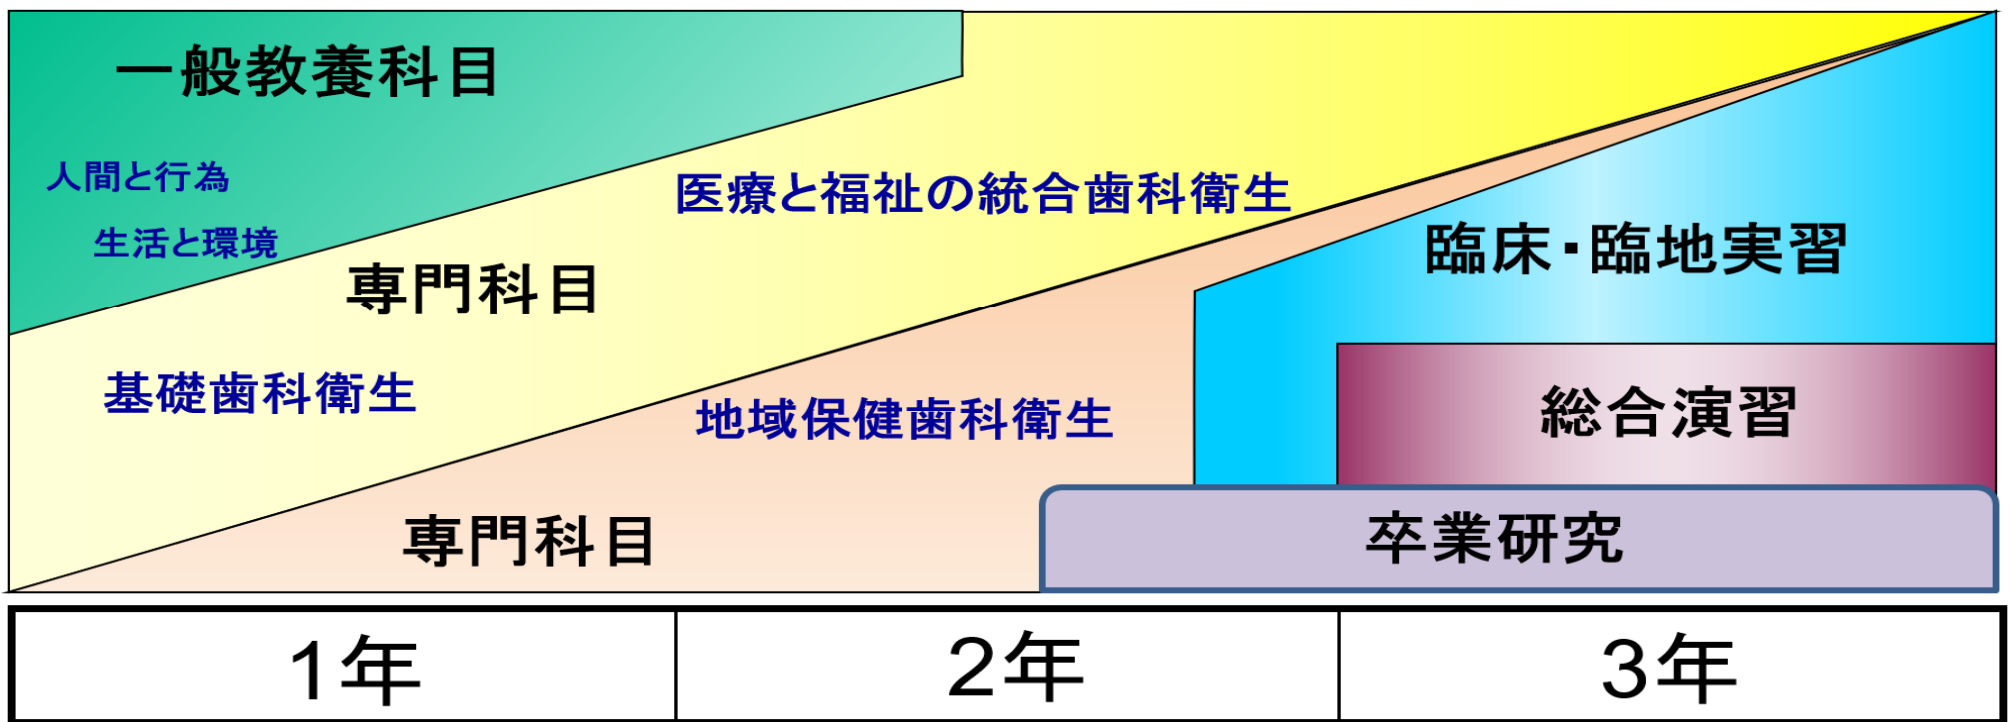 一般教養科目
人間と行為
生活と環境
医療と福祉の統合歯科衛生
専門科目
基礎歯科衛生
臨床・臨地実習
地域保健歯科衛生
総合演習
専門科目
卒業研究
1年
2年
3年